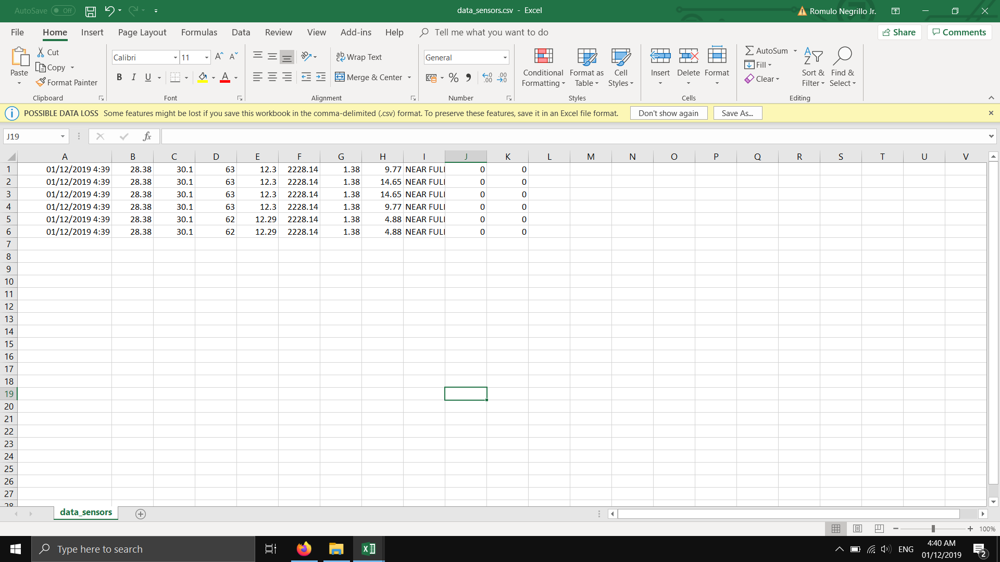 AutoSave Off data_sensors.csv - Excel Romulo Negrillo Jr.
File Home Insert Page Layout Formulas Data Review View Add-ins Help Tell me what you want to do Share Comments
Paste Cut Copy Format Painter Clipboard
Calibri 11 B I U A Font
ab Wrap Text Merge & Center Alignment
General % Number
Conditional Formatting Format as Table Cell Styles Styles
Insert Delete Format Cells
AutoSum Fill Clear Sort & Filter Find & Select Editing
POSSIBLE DATA LOSS Some features might be lost if you save this workbook in the comma-delimited (.csv) format. To preserve these features, save it in an Excel file format. Don't show again Save As...
J19 fx
A B C D E F G H I J K L M N O P Q R S T U V
1 01/12/2019 4:39 28.38 30.1 63 12.3 2228.14 1.38 9.77 NEAR FULL 0 0
2 01/12/2019 4:39 28.38 30.1 63 12.3 2228.14 1.38 14.65 NEAR FULL 0 0
3 01/12/2019 4:39 28.38 30.1 63 12.3 2228.14 1.38 14.65 NEAR FULL 0 0
4 01/12/2019 4:39 28.38 30.1 63 12.3 2228.14 1.38 9.77 NEAR FULL 0 0
5 01/12/2019 4:39 28.38 30.1 62 12.29 2228.14 1.38 4.88 NEAR FULL 0 0
6 01/12/2019 4:39 28.38 30.1 62 12.29 2228.14 1.38 4.88 NEAR FULL 0 0
7
8
9
10
11
12
13
14
15
16
17
18
19
20
21
22
23
24
25
26
27
28
data_sensors
100%
Type here to search ENG 4:40 AM
01/12/2019 2